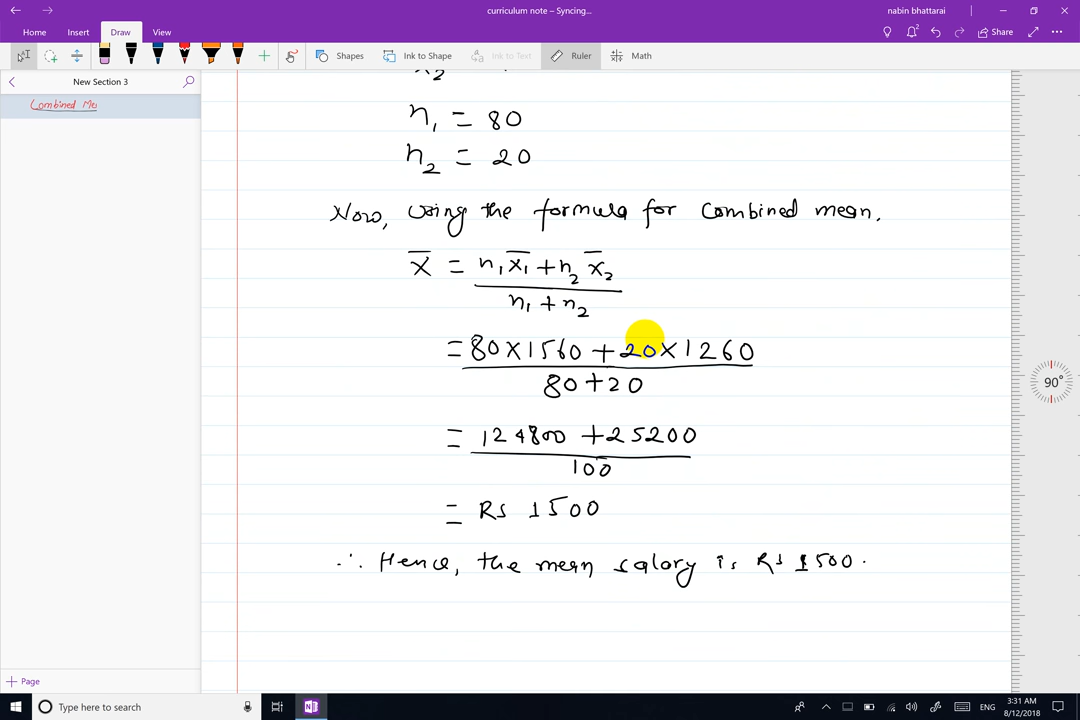 curriculum note – Syncing...
nabin bhattarai
Home Insert Draw View
Share
Shapes Ink to Shape Ink to Text Ruler Math
New Section 3
Combined Me
n₁ = 80
n₂ = 20
Now, using the formula for combined mean.
X̅ = n₁x̅₁ + n₂x̅₂
n₁ + n₂
= 80×1560 + 20×1260
80 + 20
= 124800 + 25200
100
= Rs 1500
∴ Hence, the mean salary is Rs 1500.
90°
+ Page
Type here to search
ENG
3:31 AM
8/12/2018